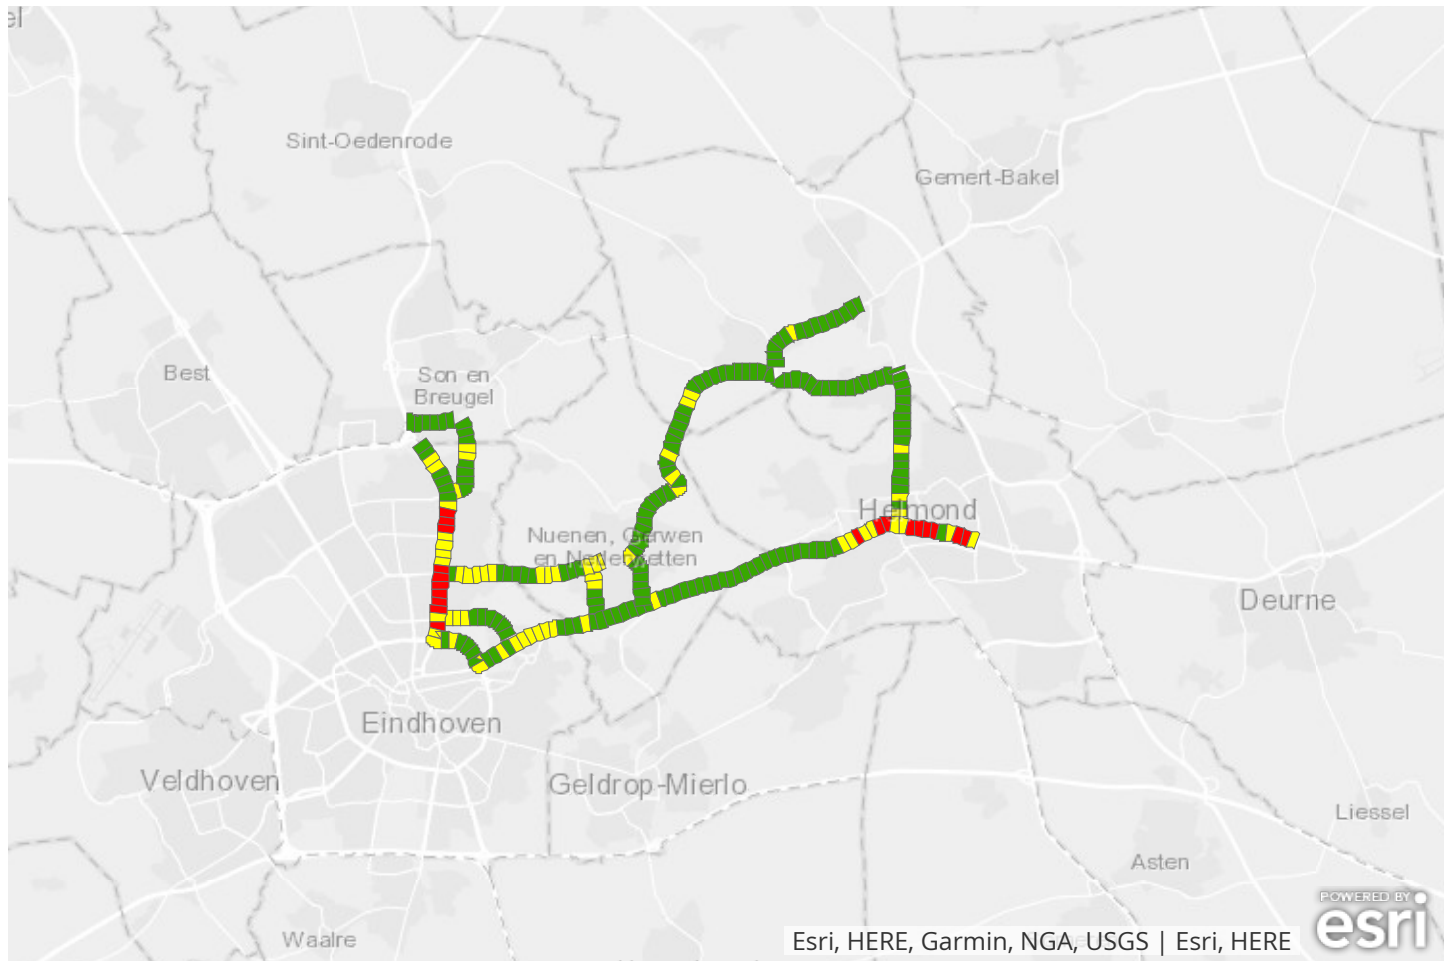 el
Sint-Oedenrode
Gemert-Bakel
Best
Son en
Breugel
Helmond
Nuenen, Gerwen
en Nederwetten
Deurne
Eindhoven
Veldhoven
Geldrop-Mierlo
Liessel
Asten
Waalre
POWERED BY
esri
Esri, HERE, Garmin, NGA, USGS | Esri, HERE